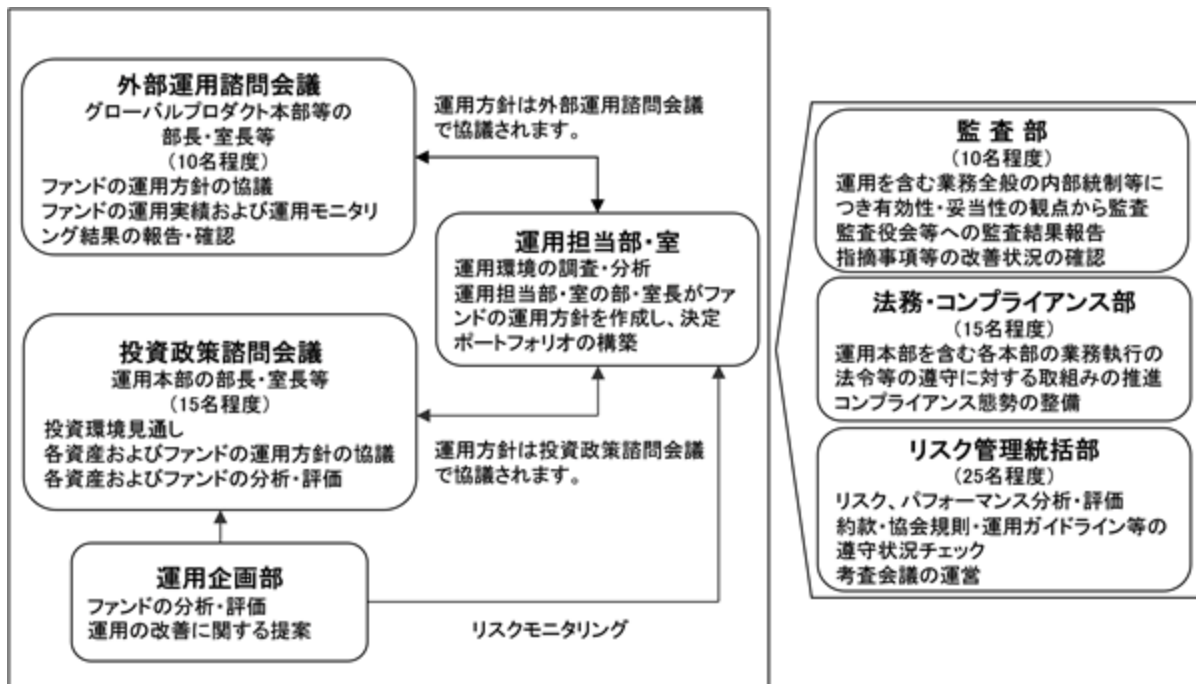 外部運用諮問会議
グローバルプロダクト本部等の
部長・室長等
（10名程度）
ファンドの運用方針の協議
ファンドの運用実績および運用モニタリ
ング結果の報告・確認
運用方針は外部運用諮問会議
で協議されます。
運用担当部・室
運用環境の調査・分析
運用担当部・室の部・室長がファ
ンドの運用方針を作成し、決定
ポートフォリオの構築
投資政策諮問会議
運用本部の部長・室長等
（15名程度）
投資環境見通し
各資産およびファンドの運用方針の協議
各資産およびファンドの分析・評価
運用方針は投資政策諮問会議
で協議されます。
運用企画部
ファンドの分析・評価
運用の改善に関する提案
リスクモニタリング
監 査 部
（10名程度）
運用を含む業務全般の内部統制等に
つき有効性・妥当性の観点から監査
監査役会等への監査結果報告
指摘事項等の改善状況の確認
法務・コンプライアンス部
（15名程度）
運用本部を含む各本部の業務執行の
法令等の遵守に対する取組みの推進
コンプライアンス態勢の整備
リスク管理統括部
（25名程度）
リスク、パフォーマンス分析・評価
約款・協会規則・運用ガイドライン等の
遵守状況チェック
考査会議の運営